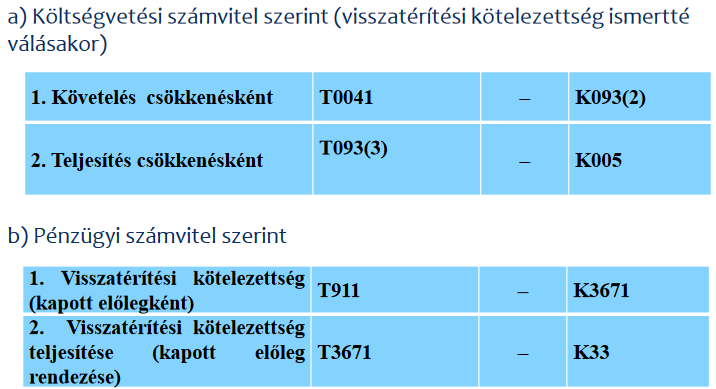 a) Költségvetési számvitel szerint (visszatérítési kötelezettség ismertté
válásakor)
1. Követelés csökkenésként T0041 – K093(2)
2. Teljesítés csökkenésként T093(3) – K005
b) Pénzügyi számvitel szerint
1. Visszatérítési kötelezettség
(kapott előlegként) T911 – K3671
2. Visszatérítési kötelezettség
teljesítése (kapott előleg T3671 – K33
rendezése)